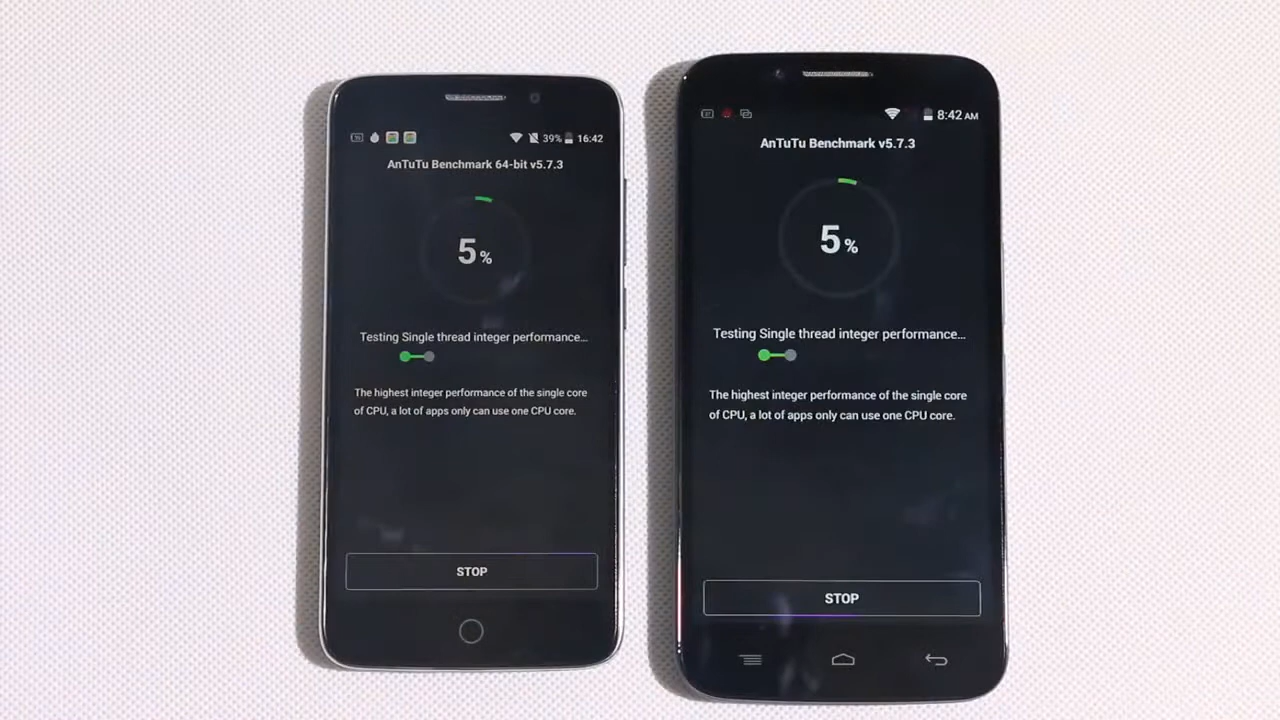 39% 16:42
AnTuTu Benchmark 64-bit v5.7.3
5%
Testing Single thread integer performance...
The highest integer performance of the single core
of CPU, a lot of apps only can use one CPU core.
STOP
8:42 AM
AnTuTu Benchmark v5.7.3
5%
Testing Single thread integer performance...
The highest integer performance of the single core
of CPU, a lot of apps only can use one CPU core.
STOP